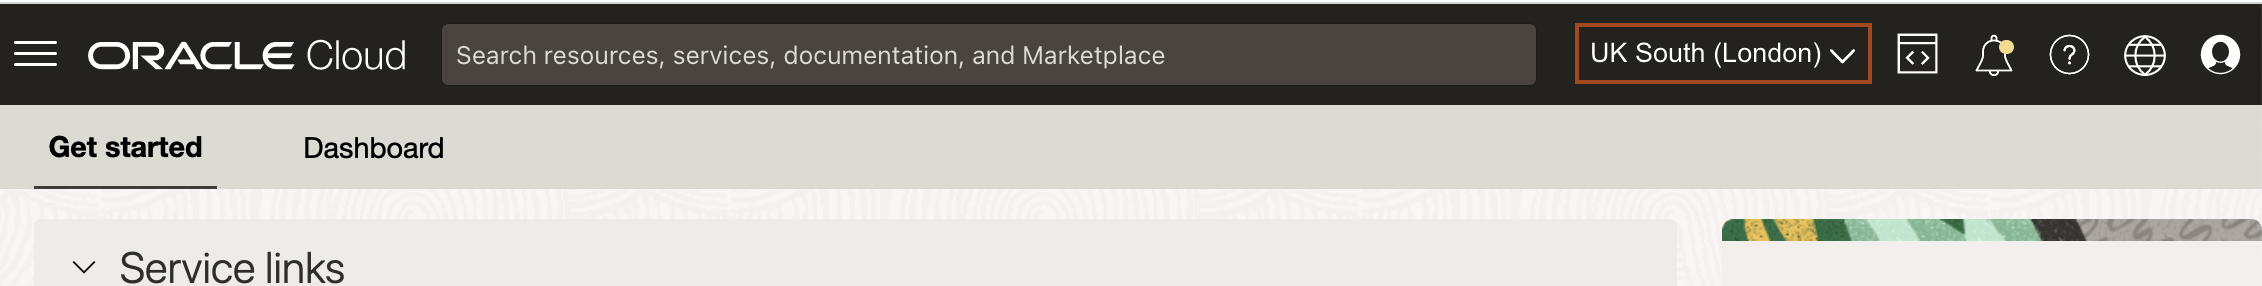 ORACLE Cloud
Search resources, services, documentation, and Marketplace
UK South (London)
Get started
Dashboard
Service links